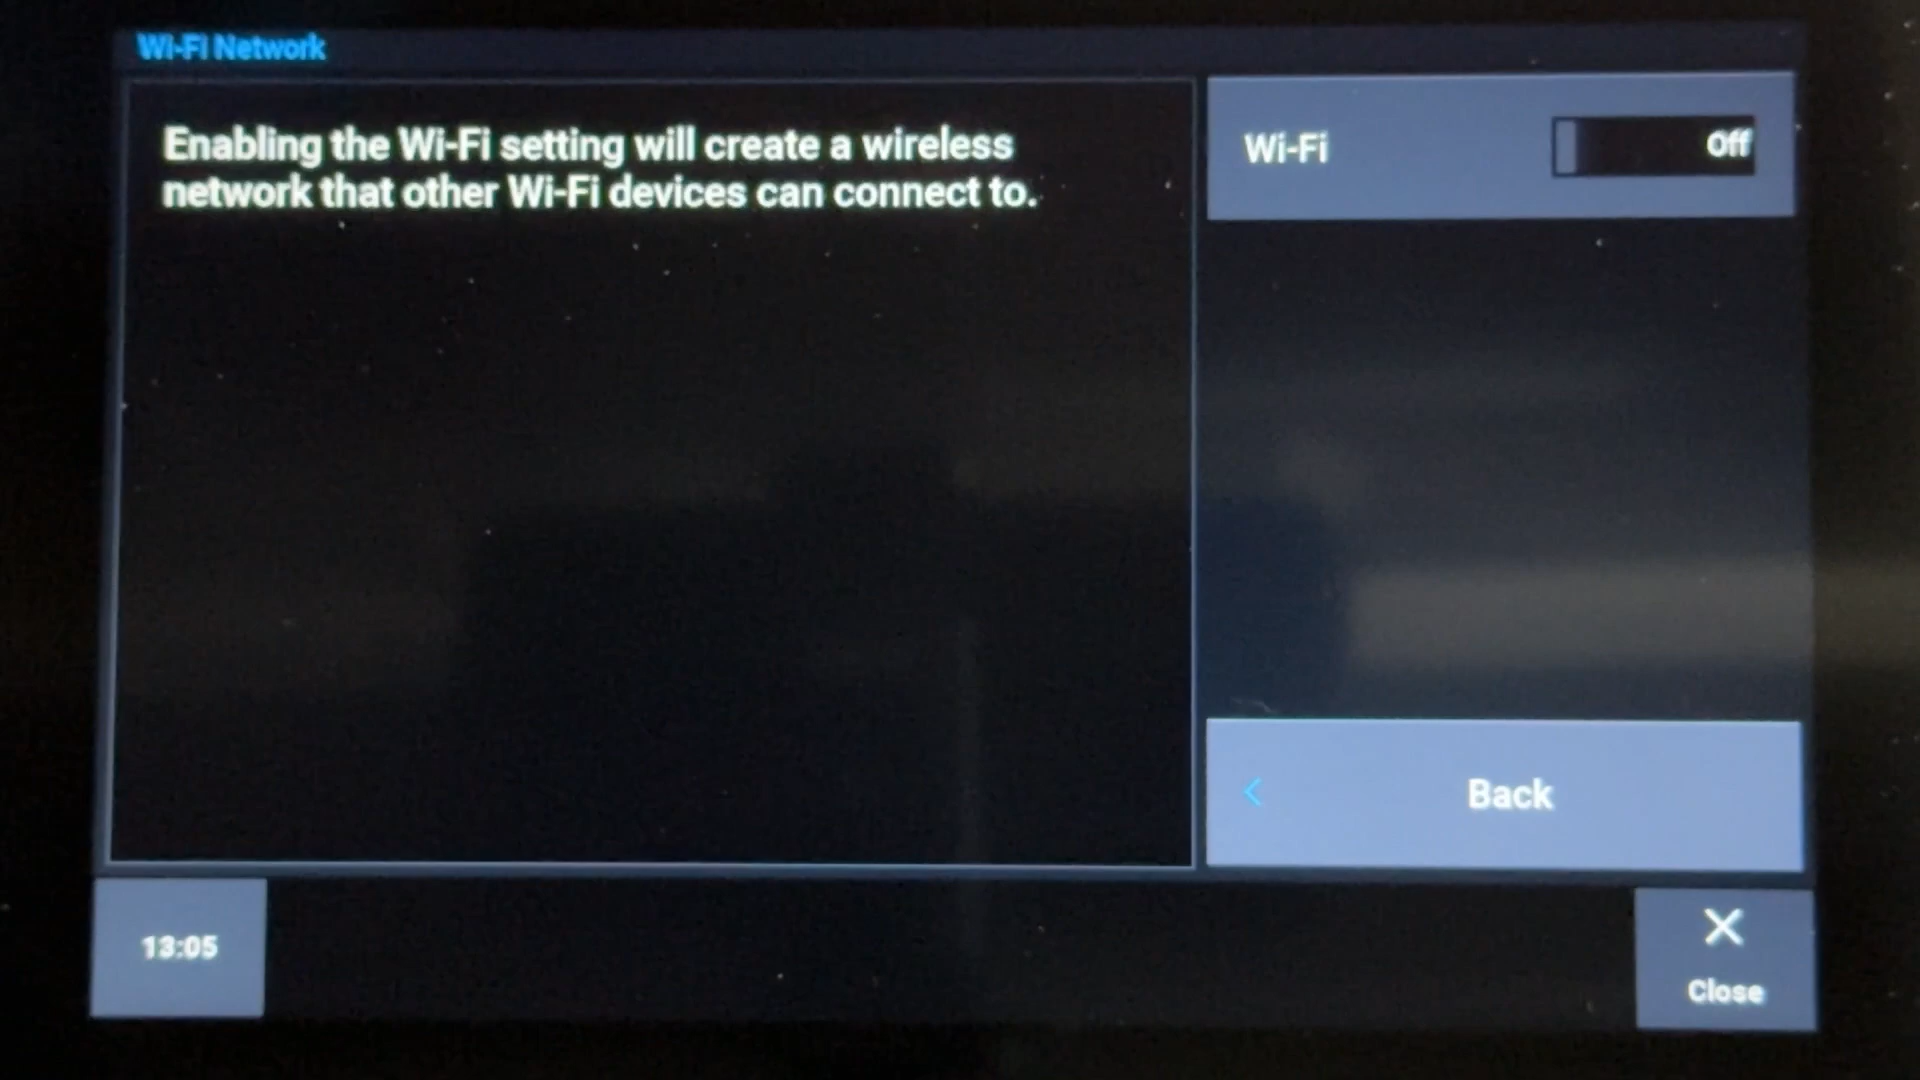 Wi-Fi Network
Enabling the Wi-Fi setting will create a wireless
network that other Wi-Fi devices can connect to.
Wi-Fi
Off
Back
13:05
Close